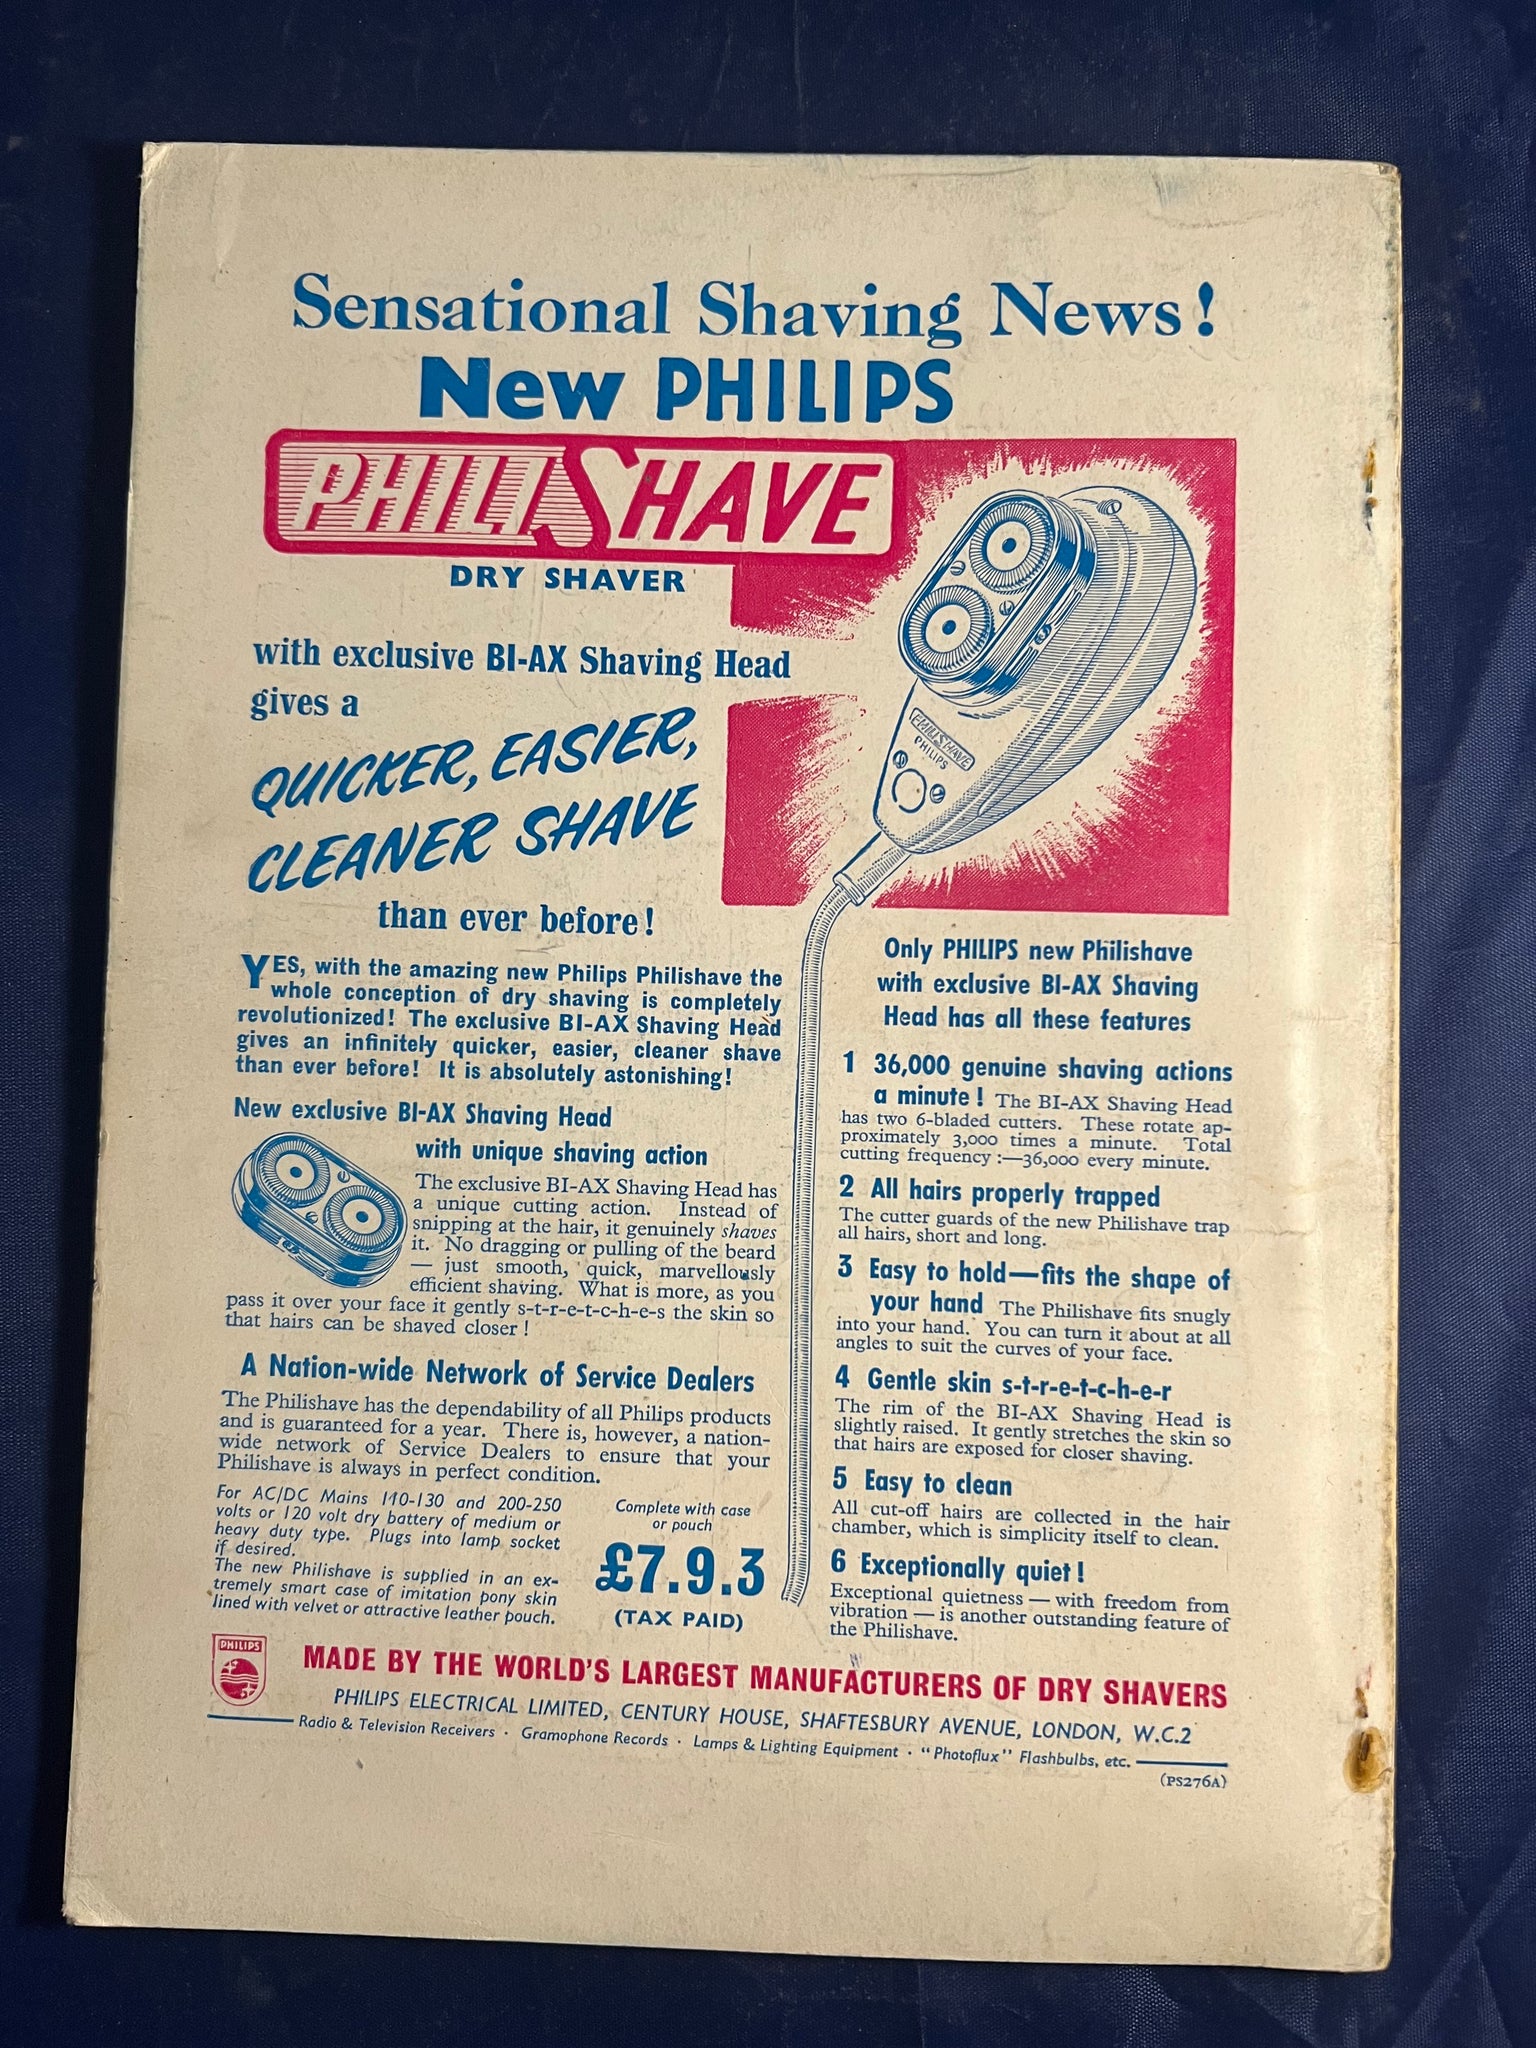 Sensational Shaving News!
New PHILIPS
PHILISHAVE
DRY SHAVER
with exclusive BI-AX Shaving Head
gives a
QUICKER, EASIER,
CLEANER SHAVE
than ever before!
YES, with the amazing new Philips Philishave the
whole conception of dry shaving is completely
revolutionized! The exclusive BI-AX Shaving Head
gives an infinitely quicker, easier, cleaner shave
than ever before! It is absolutely astonishing!
New exclusive BI-AX Shaving Head
with unique shaving action
The exclusive BI-AX Shaving Head has
a unique cutting action. Instead of
snipping at the hair, it genuinely shaves
it. No dragging or pulling of the beard
— just smooth, quick, marvellously
efficient shaving. What is more, as you
pass it over your face it gently s-t-r-e-t-c-h-e-s the skin so
that hairs can be shaved closer!
A Nation-wide Network of Service Dealers
The Philishave has the dependability of all Philips products
and is guaranteed for a year. There is, however, a nation-
wide network of Service Dealers to ensure that your
Philishave is always in perfect condition.
For AC/DC Mains 110-130 and 200-250
volts or 120 volt dry battery of medium or
heavy duty type. Plugs into lamp socket
if desired.
The new Philishave is supplied in an ex-
tremely smart case of imitation pony skin
lined with velvet or attractive leather pouch.
Complete with case
or pouch
£7.9.3
(TAX PAID)
PHILISHAVE
PHILIPS
Only PHILIPS new Philishave
with exclusive BI-AX Shaving
Head has all these features
1 36,000 genuine shaving actions
a minute! The BI-AX Shaving Head
has two 6-bladed cutters. These rotate ap-
proximately 3,000 times a minute. Total
cutting frequency :—36,000 every minute.
2 All hairs properly trapped
The cutter guards of the new Philishave trap
all hairs, short and long.
3 Easy to hold—fits the shape of
your hand The Philishave fits snugly
into your hand. You can turn it about at all
angles to suit the curves of your face.
4 Gentle skin s-t-r-e-t-c-h-e-r
The rim of the BI-AX Shaving Head is
slightly raised. It gently stretches the skin so
that hairs are exposed for closer shaving.
5 Easy to clean
All cut-off hairs are collected in the hair
chamber, which is simplicity itself to clean.
6 Exceptionally quiet!
Exceptional quietness — with freedom from
vibration — is another outstanding feature of
the Philishave.
PHILIPS
MADE BY THE WORLD'S LARGEST MANUFACTURERS OF DRY SHAVERS
PHILIPS ELECTRICAL LIMITED, CENTURY HOUSE, SHAFTESBURY AVENUE, LONDON, W.C.2
Radio & Television Receivers · Gramophone Records · Lamps & Lighting Equipment · "Photoflux" Flashbulbs, etc.
(PS276A)